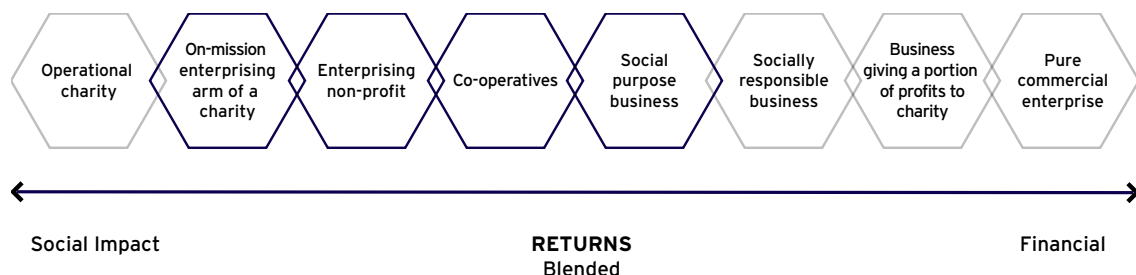 Operational
charity
On-mission
enterprising
arm of a
charity
Enterprising
non-profit
Co-operatives
Social
purpose
business
Socially
responsible
business
Business
giving a portion
of profits to
charity
Pure
commercial
enterprise
Social Impact
RETURNS
Blended
Financial